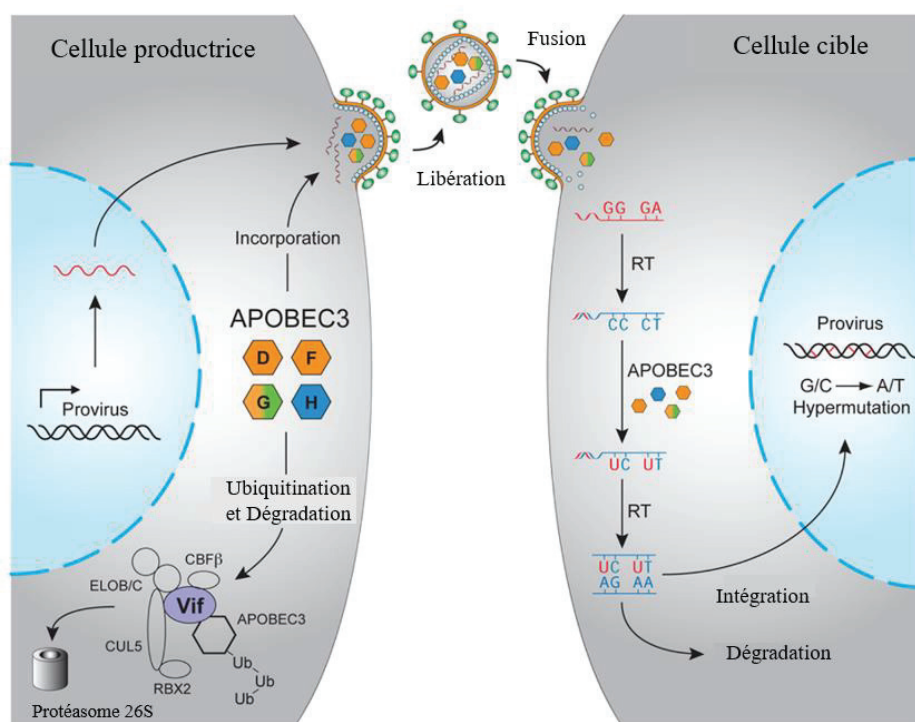 Cellule productrice
Fusion
Cellule cible
Libération
Incorporation
APOBEC3
D F
G H
Provirus
Ubiquitination
et Dégradation
ELOB/C
CBFβ
Vif
APOBEC3
CUL5
RBX2
Ub
Ub
Ub
Protéasome 26S
GG GA
RT
CC CT
APOBEC3
UC UT
RT
UC UT
AG AA
Provirus
G/C A/T
Hypermutation
Intégration
Dégradation